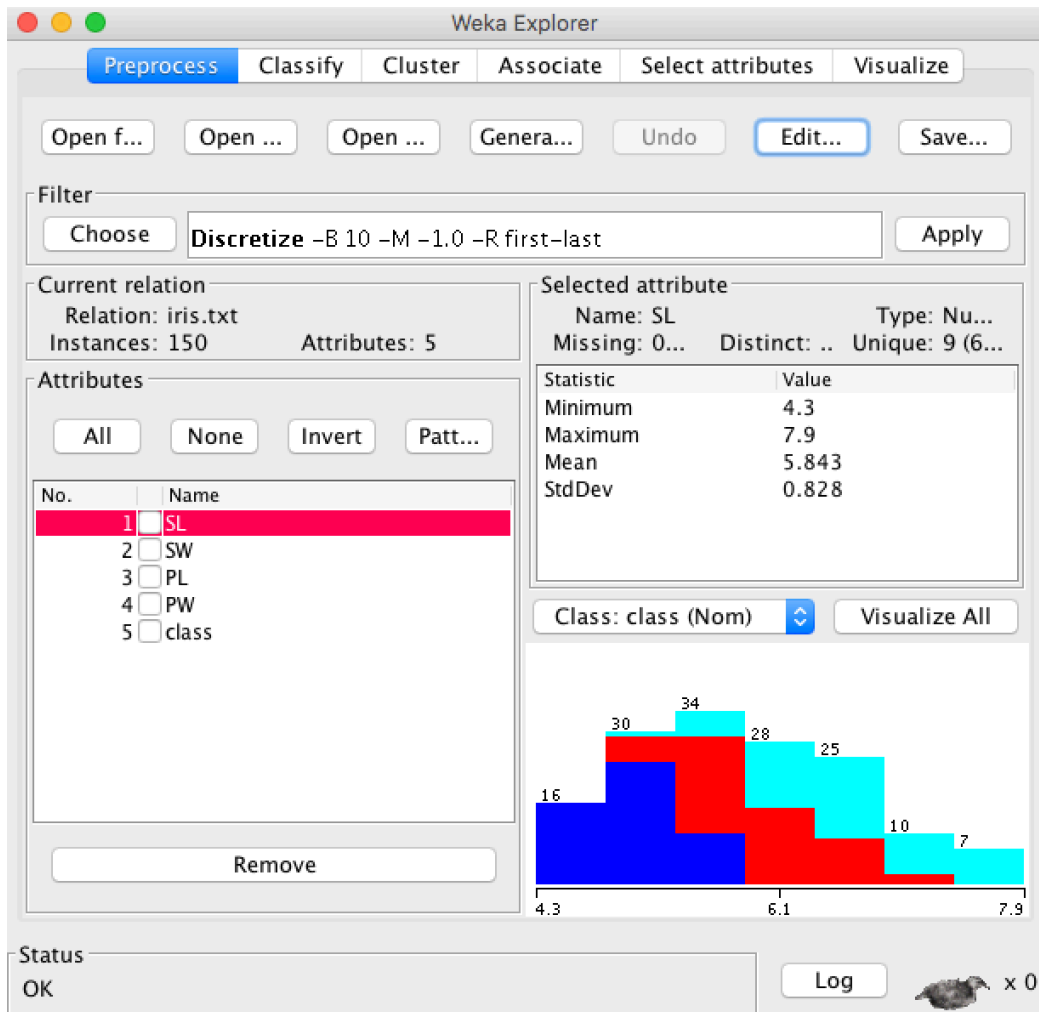 Weka Explorer
Preprocess Classify Cluster Associate Select attributes Visualize
Open f... Open ... Open ... Genera... Undo Edit... Save...
Filter
Choose Discretize -B 10 -M -1.0 -R first-last Apply
Current relation
Relation: iris.txt
Instances: 150 Attributes: 5
Attributes
All None Invert Patt...
No. Name
1 SL
2 SW
3 PL
4 PW
5 class
Remove
Selected attribute
Name: SL Type: Nu...
Missing: 0... Distinct: .. Unique: 9 (6...
Statistic Value
Minimum 4.3
Maximum 7.9
Mean 5.843
StdDev 0.828
Class: class (Nom) Visualize All
16 30 34 28 25 10 7
4.3 6.1 7.9
Status
OK
Log x 0